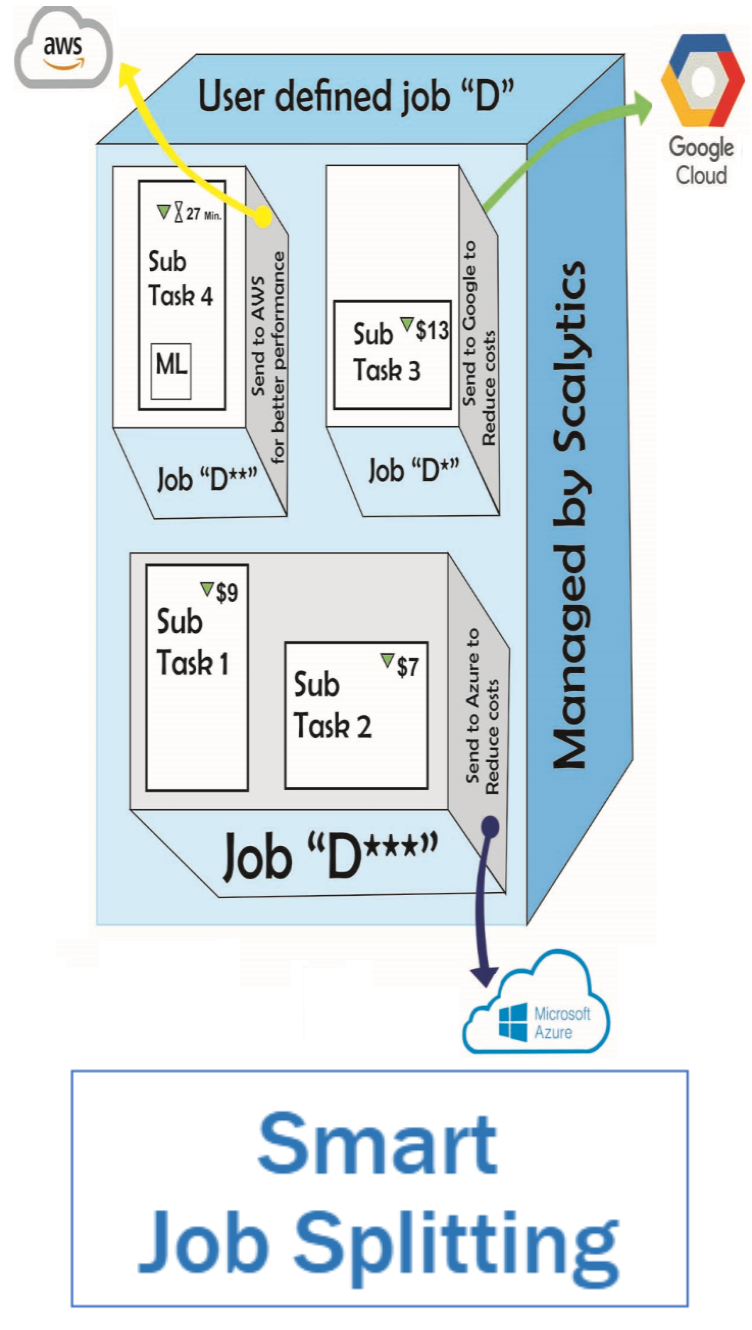 aws
User defined job “D”
Google
Cloud
27 Min.
Sub
Task 4
ML
Send to AWS
for better performance
Job “D**”
Sub $13
Task 3
Send to Google to
Reduce costs
Job “D*”
Managed by Scalytics
$9
Sub
Task 1
$7
Sub
Task 2
Send to Azure to
Reduce costs
Job “D***”
Microsoft
Azure
Smart
Job Splitting